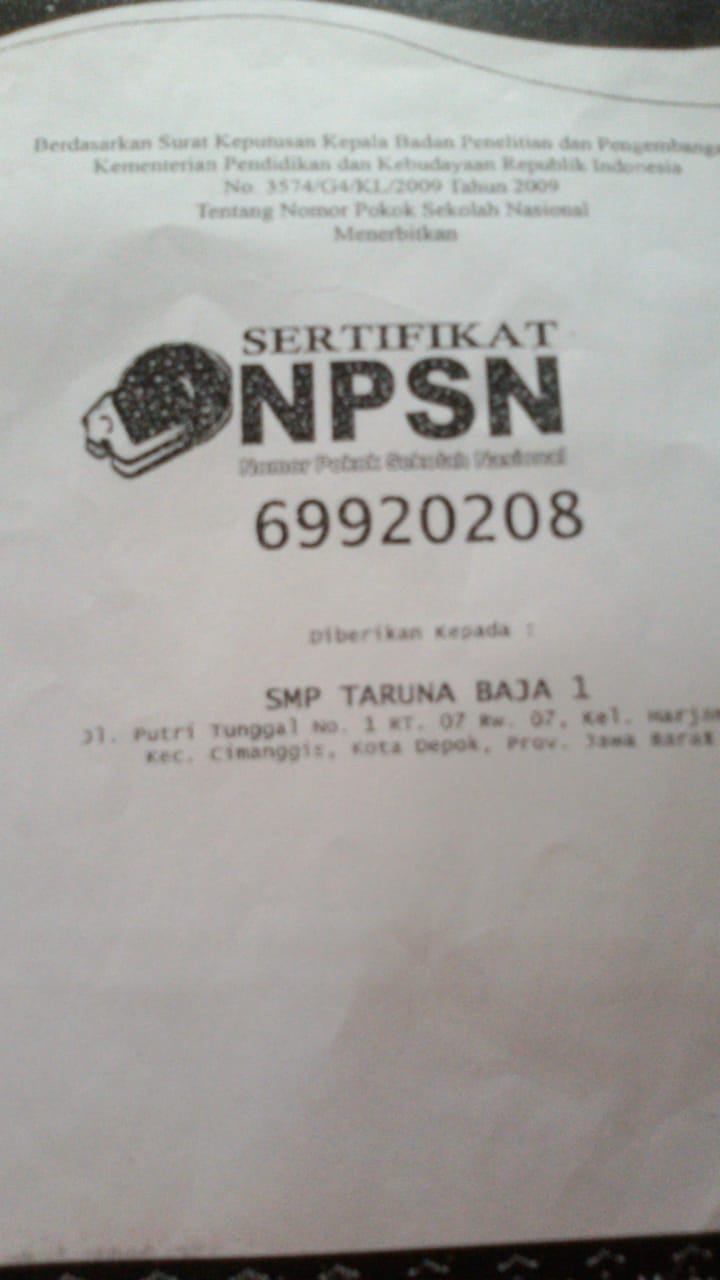 Berdasarkan Surat Keputusan Kepala Badan Penelitian dan Pengembanga
Kementerian Pendidikan dan Kebudayaan Republik Indonesia
No. 3574/G4/KL/2009 Tahun 2009
Tentang Nomor Pokok Sekolah Nasional
Menerbitkan
SERTIFIKAT
NPSN
Nomor Pokok Sekolah Nasional
69920208
Diberikan Kepada :
SMP TARUNA BAJA 1
Jl. Putri Tunggal No. 1 RT. 07 Rw. 07, Kel. Harjam
Kec. Cimanggis, Kota Depok, Prov. Jawa Barat